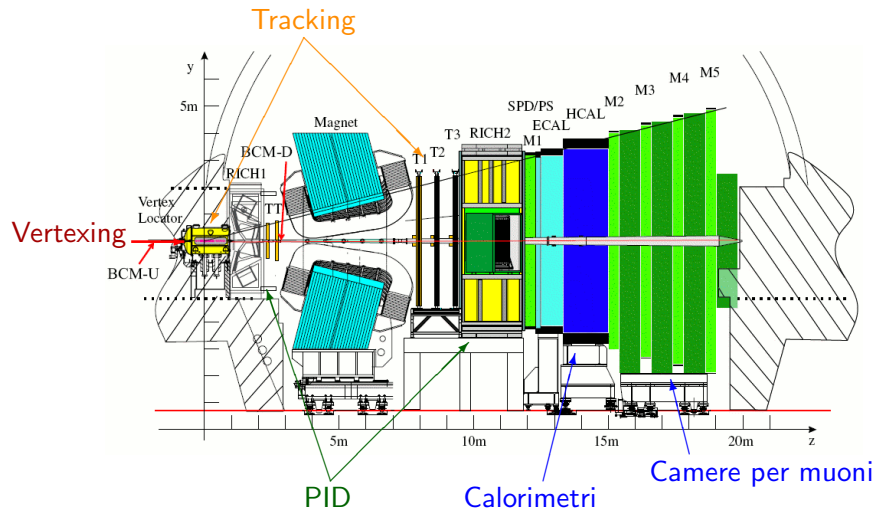 Tracking
y
5m
Magnet
BCM-D
RICH1
Vertex
Locator
TT
Vertexing
BCM-U
T1
T2
T3
RICH2
SPD/PS
ECAL
HCAL
M1
M2
M3
M4
M5
5m
10m
15m
20m
z
PID
Calorimetri
Camere per muoni